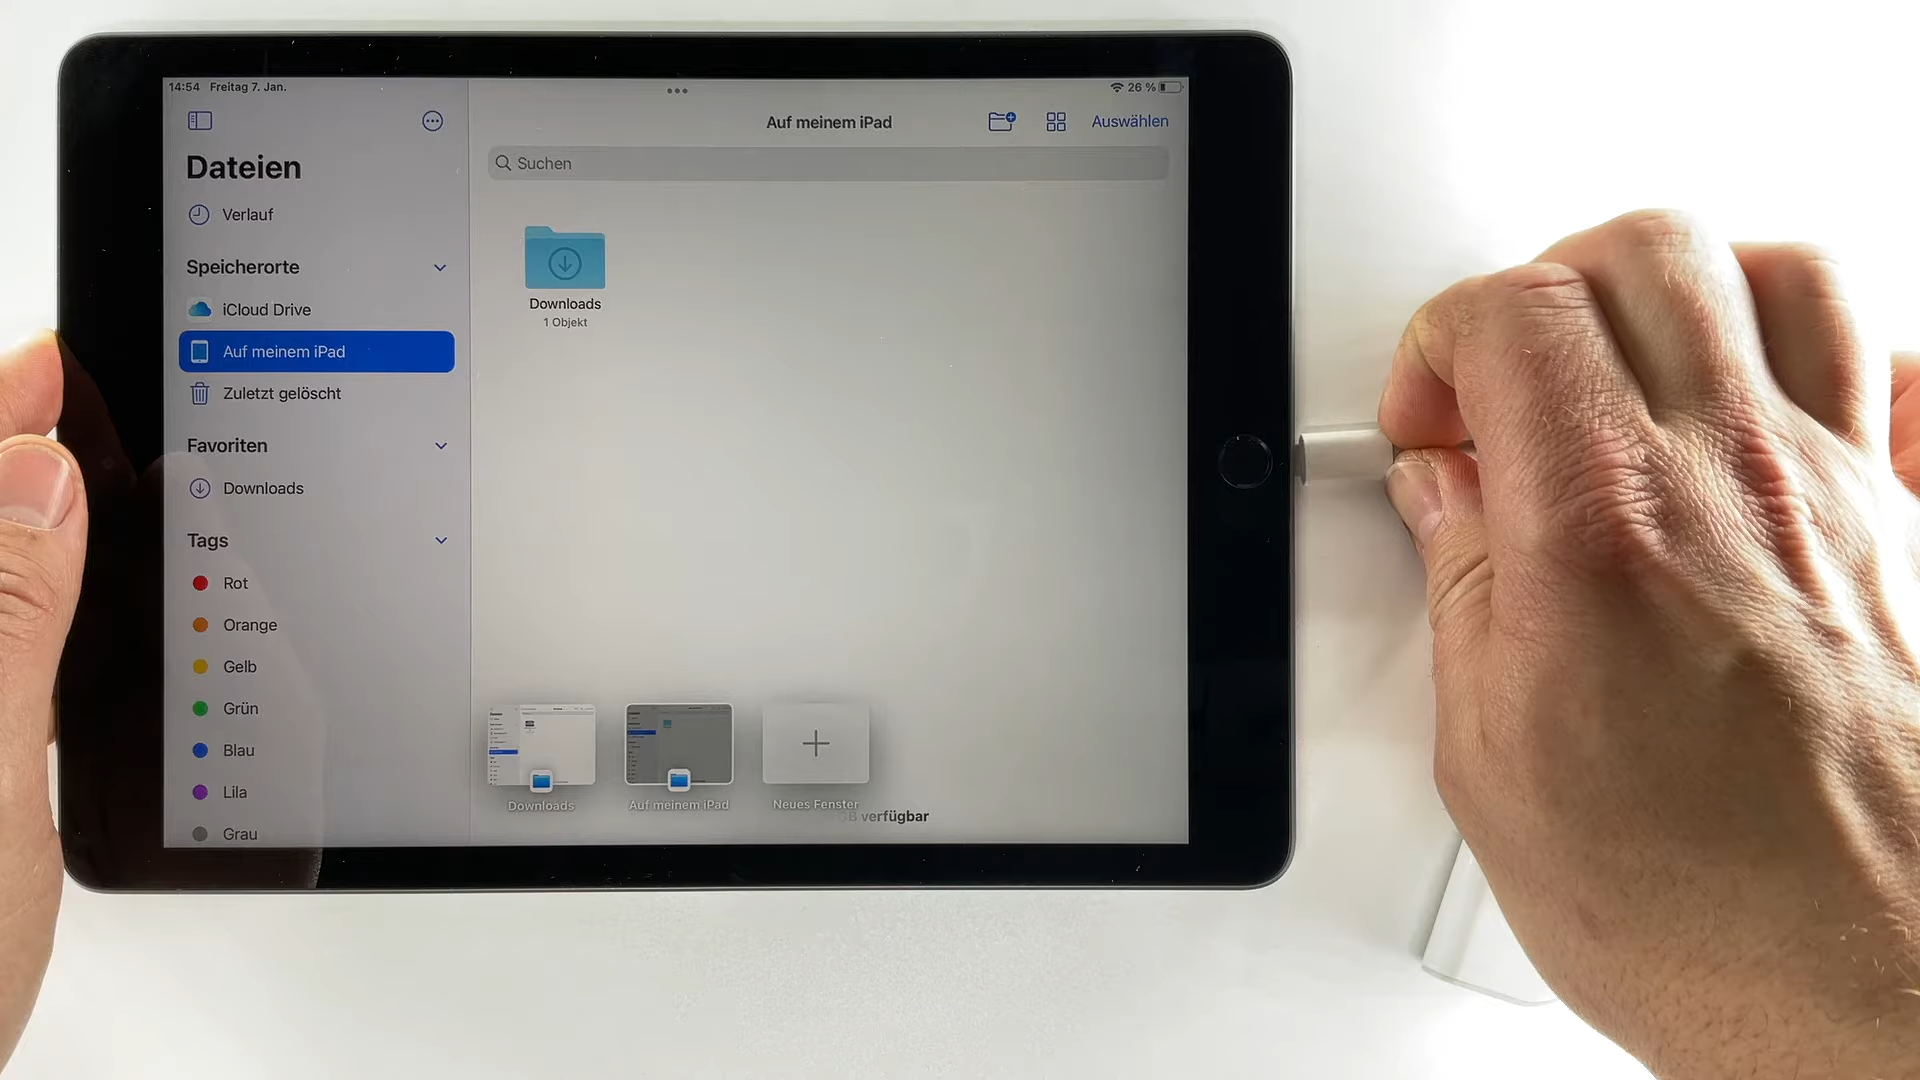 14:54 Freitag 7. Jan.
26 %
Dateien
Verlauf
Speicherorte
iCloud Drive
Auf meinem iPad
Zuletzt gelöscht
Favoriten
Downloads
Tags
Rot
Orange
Gelb
Grün
Blau
Lila
Grau
Auf meinem iPad
Auswählen
Suchen
Downloads
1 Objekt
Downloads
Auf meinem iPad
Neues Fenster
GB verfügbar